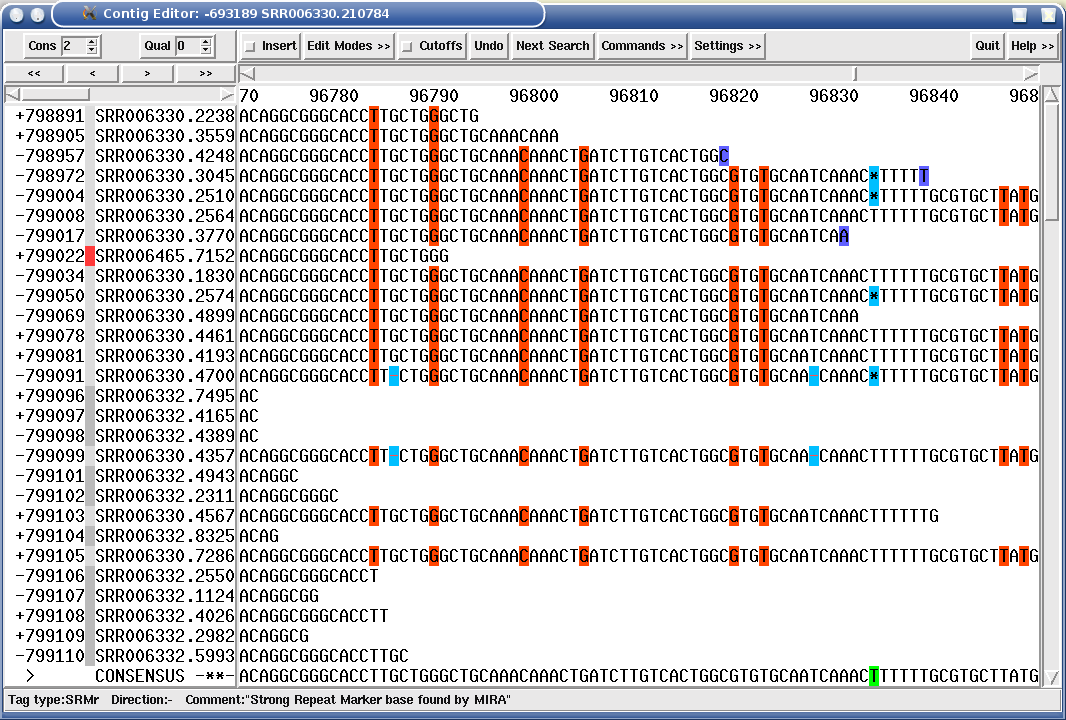 Contig Editor: -693189 SRR006330.210784
Cons 2 Qual 0 Insert Edit Modes >> Cutoffs Undo Next Search Commands >> Settings >> Quit Help >>
<< < > >>
70 96780 96790 96800 96810 96820 96830 96840 968
+798891 SRR006330.2238 ACAGGCGGGCACCTTGCTGGGCTG
+798905 SRR006330.3559 ACAGGCGGGCACCTTGCTGGGCTGCAAACAAA
-798957 SRR006330.4248 ACAGGCGGGCACCTTGCTGGGCTGCAAACAAACTGATCTTGTCACTGGC
-798972 SRR006330.3045 ACAGGCGGGCACCTTGCTGGGCTGCAAACAAACTGATCTTGTCACTGGCGTGTGCAATCAAAC*TTTTT
-799004 SRR006330.2510 ACAGGCGGGCACCTTGCTGGGCTGCAAACAAACTGATCTTGTCACTGGCGTGTGCAATCAAAC*TTTTTGCGTGCTTATG
-799008 SRR006330.2564 ACAGGCGGGCACCTTGCTGGGCTGCAAACAAACTGATCTTGTCACTGGCGTGTGCAATCAAACTTTTTTGCGTGCTTATG
-799017 SRR006330.3770 ACAGGCGGGCACCTTGCTGGGCTGCAAACAAACTGATCTTGTCACTGGCGTGTGCAATCAA
+799022 SRR006465.7152 ACAGGCGGGCACCTTGCTGGG
-799034 SRR006330.1830 ACAGGCGGGCACCTTGCTGGGCTGCAAACAAACTGATCTTGTCACTGGCGTGTGCAATCAAACTTTTTTGCGTGCTTATG
-799050 SRR006330.2574 ACAGGCGGGCACCTTGCTGGGCTGCAAACAAACTGATCTTGTCACTGGCGTGTGCAATCAAAC*TTTTTGCGTGCTTATG
-799069 SRR006330.4899 ACAGGCGGGCACCTTGCTGGGCTGCAAACAAACTGATCTTGTCACTGGCGTGTGCAATCAAA
+799078 SRR006330.4461 ACAGGCGGGCACCTTGCTGGGCTGCAAACAAACTGATCTTGTCACTGGCGTGTGCAATCAAACTTTTTTGCGTGCTTATG
+799081 SRR006330.4193 ACAGGCGGGCACCTTGCTGGGCTGCAAACAAACTGATCTTGTCACTGGCGTGTGCAATCAAACTTTTTTGCGTGCTTATG
-799091 SRR006330.4700 ACAGGCGGGCACCTT CTGGGCTGCAAACAAACTGATCTTGTCACTGGCGTGTGCAA CAAAC*TTTTTGCGTGCTTATG
+799096 SRR006332.7495 AC
+799097 SRR006332.4165 AC
-799098 SRR006332.4389 AC
-799099 SRR006330.4357 ACAGGCGGGCACCTT CTGGGCTGCAAACAAACTGATCTTGTCACTGGCGTGTGCAA CAAACTTTTTTGCGTGCTTATG
-799101 SRR006332.4943 ACAGGC
-799102 SRR006332.2311 ACAGGCGGGC
+799103 SRR006330.4567 ACAGGCGGGCACCTTGCTGGGCTGCAAACAAACTGATCTTGTCACTGGCGTGTGCAATCAAACTTTTTTG
+799104 SRR006332.8325 ACAG
+799105 SRR006330.7286 ACAGGCGGGCACCTTGCTGGGCTGCAAACAAACTGATCTTGTCACTGGCGTGTGCAATCAAACTTTTTTGCGTGCTTATG
-799106 SRR006332.2550 ACAGGCGGGCACCT
-799107 SRR006332.1124 ACAGGCGG
+799108 SRR006332.4026 ACAGGCGGGCACCTT
+799109 SRR006332.2982 ACAGGCG
-799110 SRR006332.5993 ACAGGCGGGCACCTTGC
> CONSENSUS -**- ACAGGCGGGCACCTTGCTGGGCTGCAAACAAACTGATCTTGTCACTGGCGTGTGCAATCAAACTTTTTTGCGTGCTTATG
Tag type:SRMr Direction:- Comment:"Strong Repeat Marker base found by MIRA"